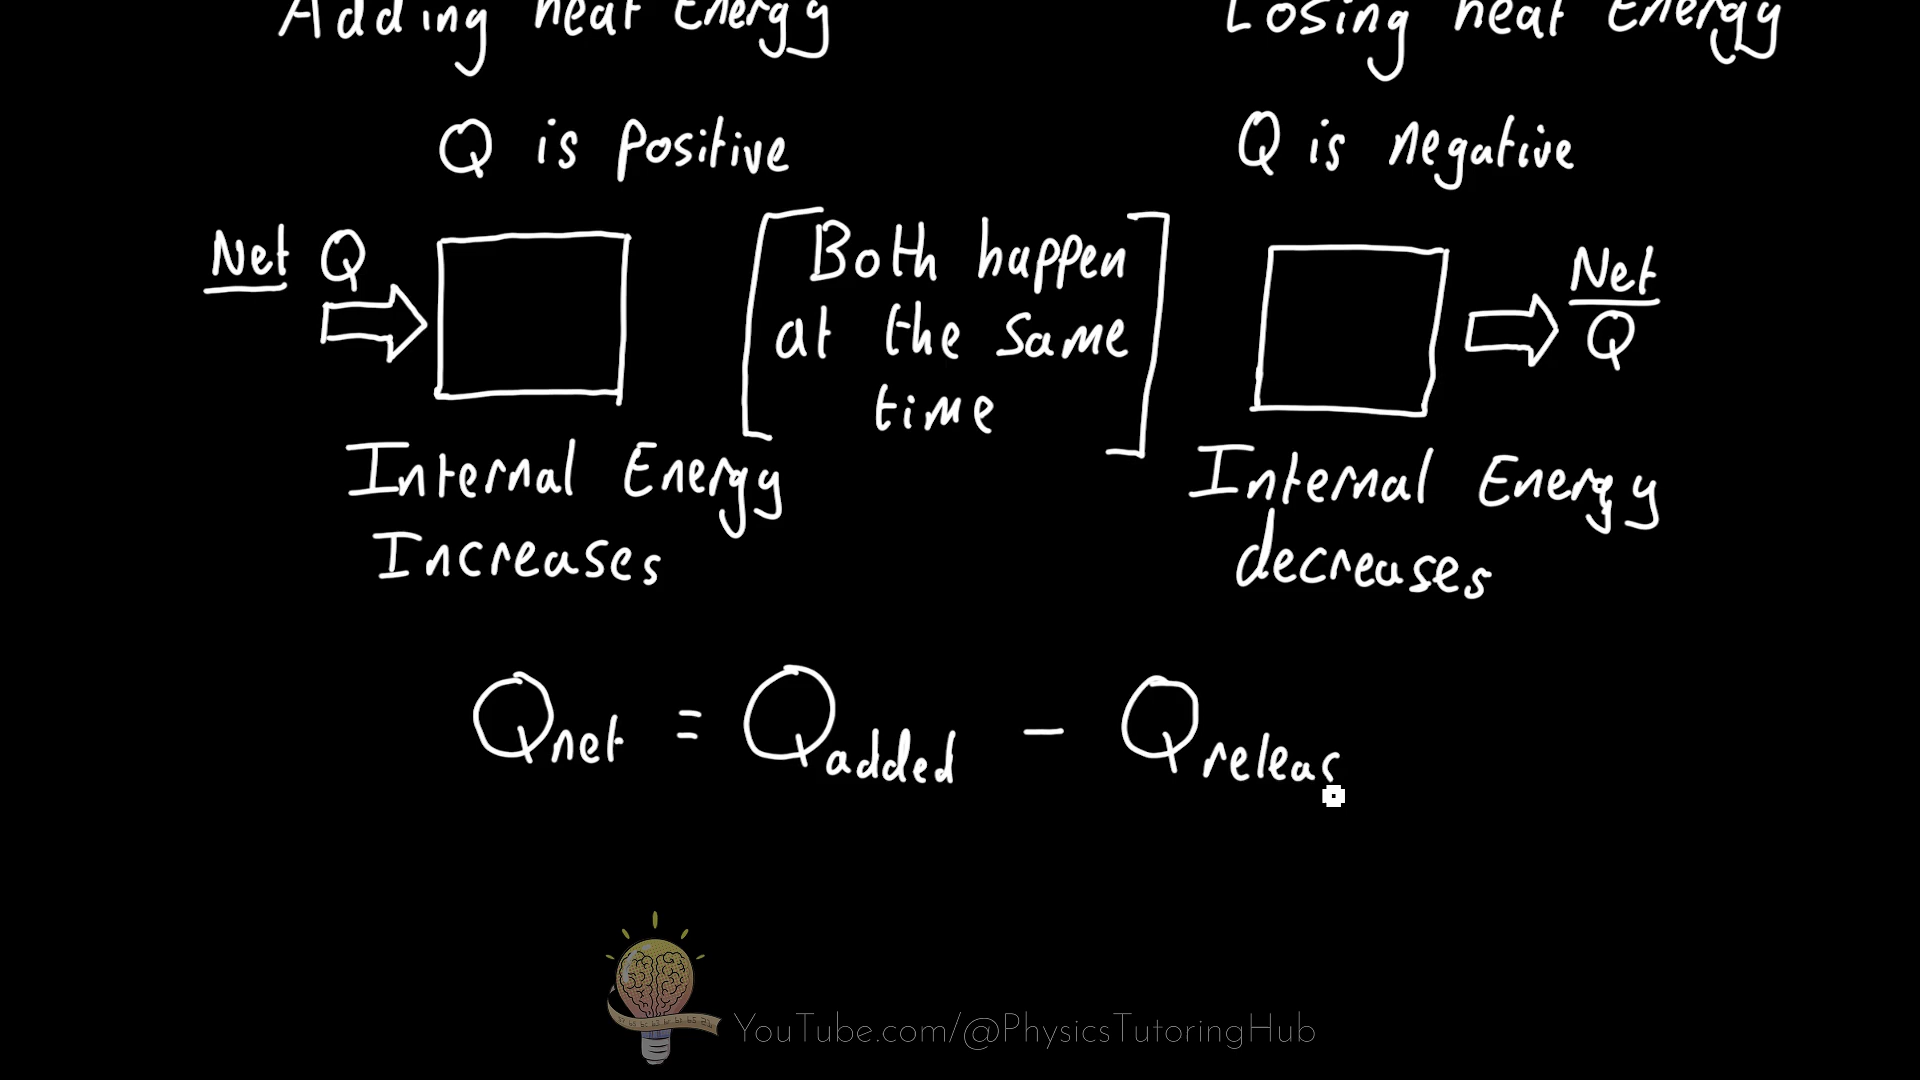 Adding heat Energy
Losing heat Energy
Q is positive
Q is negative
Net Q
Both happen
at the same
time
Net
Q
Internal Energy
Increases
Internal Energy
decreases
Qnet = Qadded - Qreleas
YouTube.com/@PhysicsTutoringHub